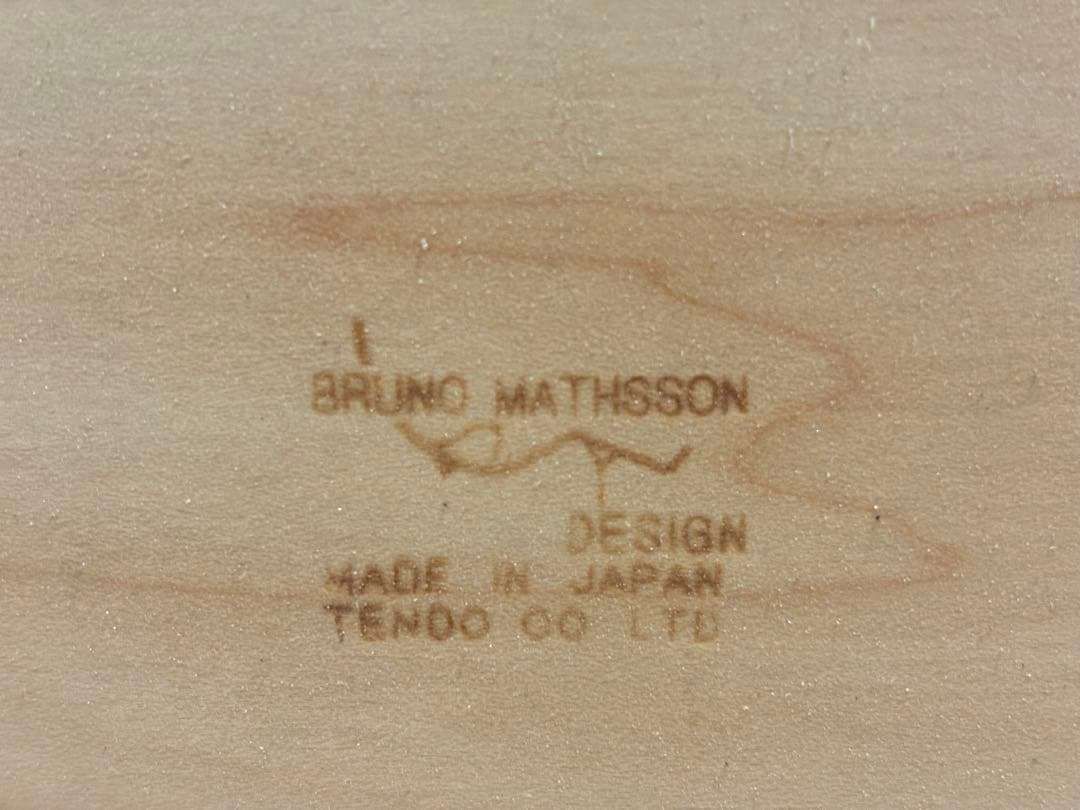 BRUNO MATHSSON
DESIGN
MADE IN JAPAN
TENDO CO LTD